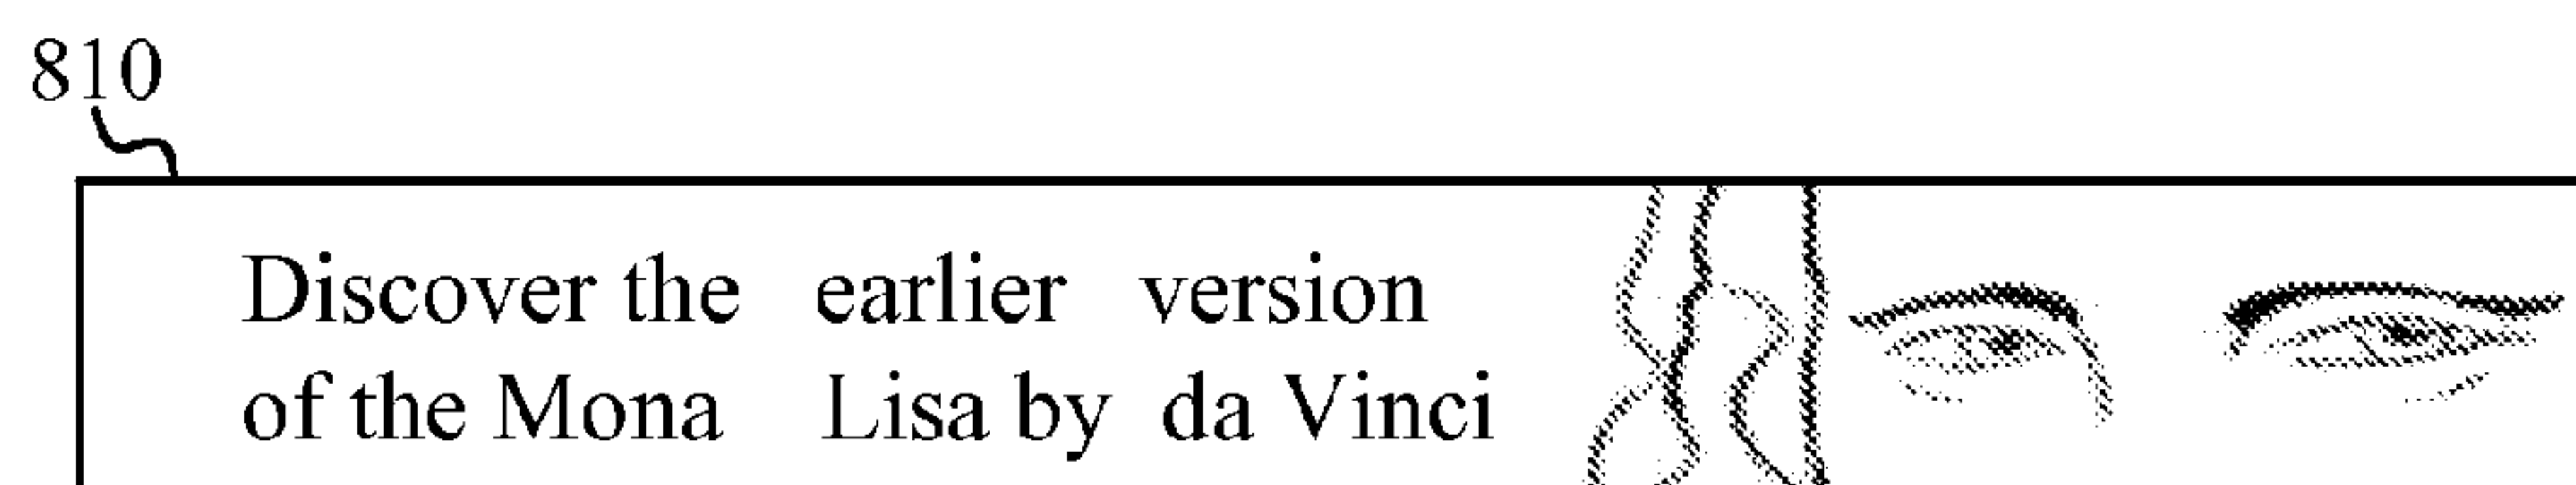 810
Discover the earlier version
of the Mona Lisa by da Vinci